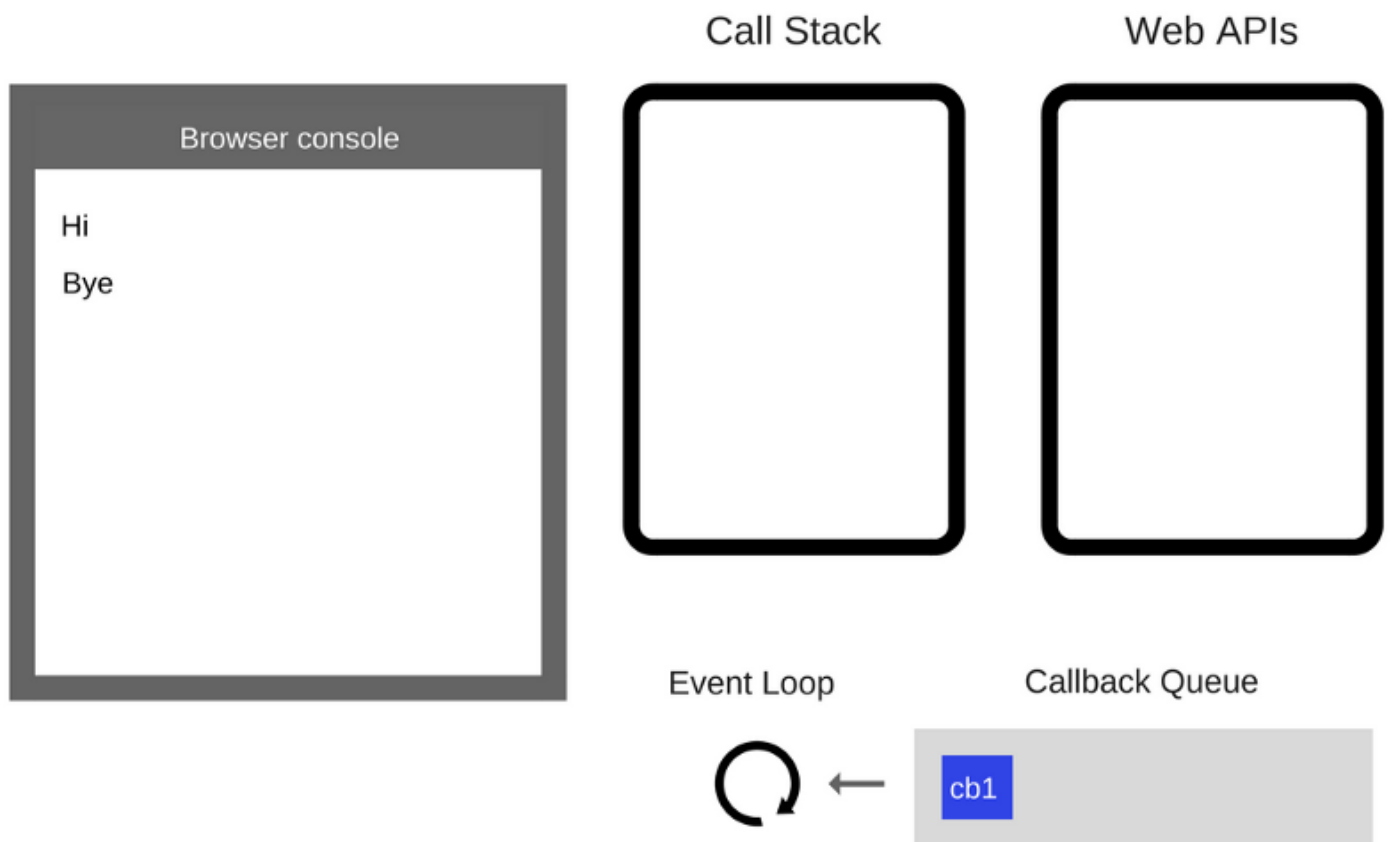 Call Stack
Web APIs
Browser console
Hi
Bye
Event Loop
Callback Queue
cb1